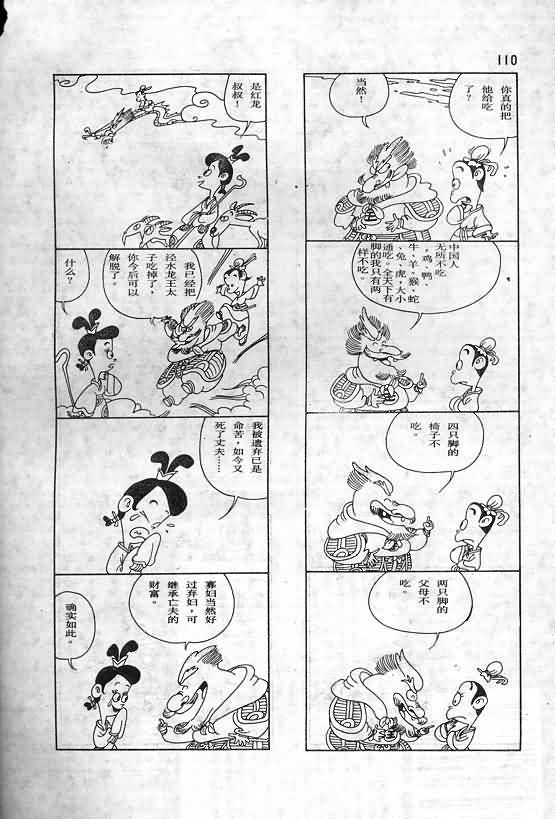 110
你真的把
他给吃
了？
当然！
中国人
无所不吃
，鸡、鸭、
牛、羊、猴、蛇
、兔、虎，大小
通吃。全天下有
脚的我只有两
样不吃。
四只脚的
椅子不
吃。
两只脚的
父母不
吃。
是红龙
叔叔！
我已经把
泾水龙王太
子吃掉了，
你今后可以
解脱了。
什么？
我被遗弃已是
命苦，如今又
死了丈夫……
寡妇当然好
过弃妇，可
继承亡夫的
财富。
确实如此。